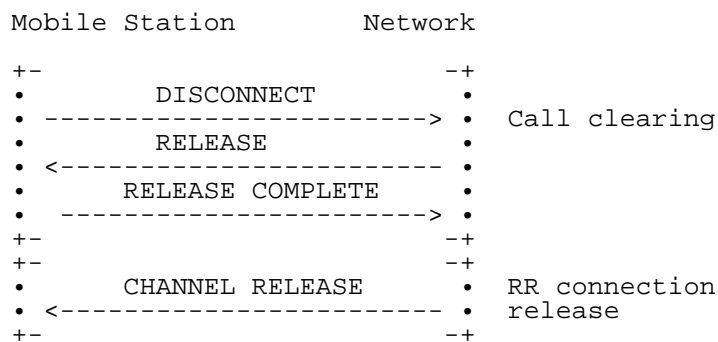 Mobile Station Network
+- -+
• DISCONNECT •
• ------------------------> • Call clearing
• RELEASE •
• <------------------------ •
• RELEASE COMPLETE •
• -----------------------> •
+- -+
+- -+
• CHANNEL RELEASE • RR connection
• <------------------------ • release
+- -+